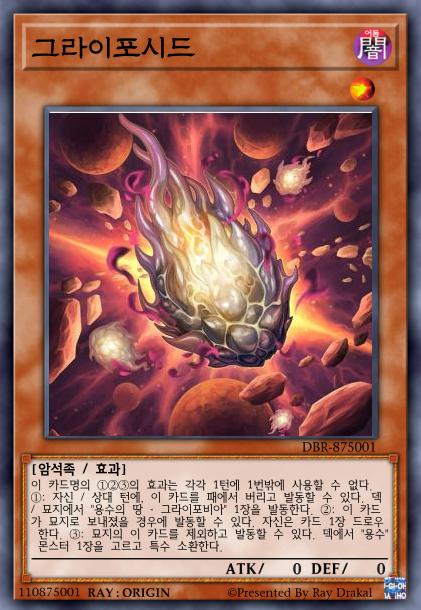 그라이포시드
어둠
闇
DBR-875001
[암석족 / 효과]
이 카드명의 ①②③의 효과는 각각 1턴에 1번밖에 사용할 수 없다.
①: 자신 / 상대 턴에, 이 카드를 패에서 버리고 발동할 수 있다. 덱
/ 묘지에서 "용수의 땅 - 그라이포비아" 1장을 발동한다. ②: 이 카드
가 묘지로 보내졌을 경우에 발동할 수 있다. 자신은 카드 1장 드로우
한다. ③: 묘지의 이 카드를 제외하고 발동할 수 있다. 덱에서 "용수"
몬스터 1장을 고르고 특수 소환한다.
ATK/ 0 DEF/ 0
110875001 RAY : ORIGIN ©Presented By Ray Drakal